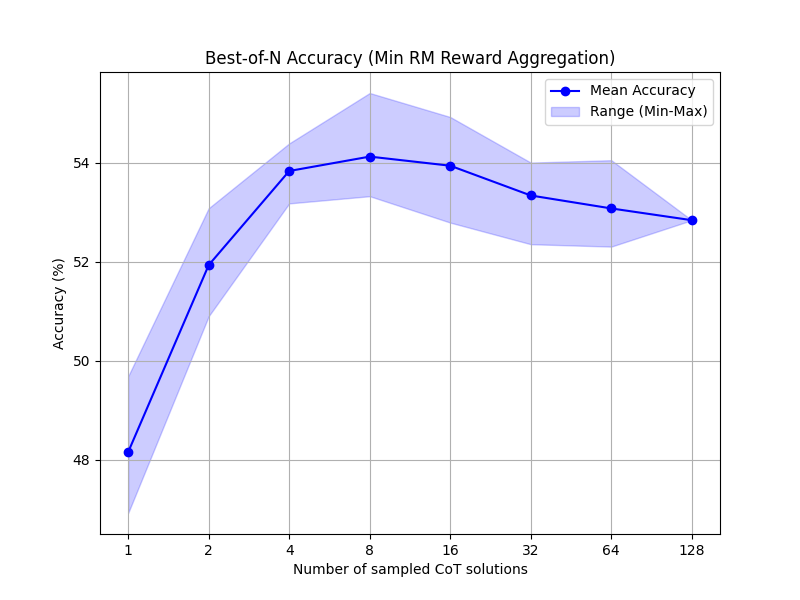 Best-of-N Accuracy (Min RM Reward Aggregation)
Mean Accuracy
Range (Min-Max)
Accuracy (%)
54
52
50
48
1 2 4 8 16 32 64 128
Number of sampled CoT solutions